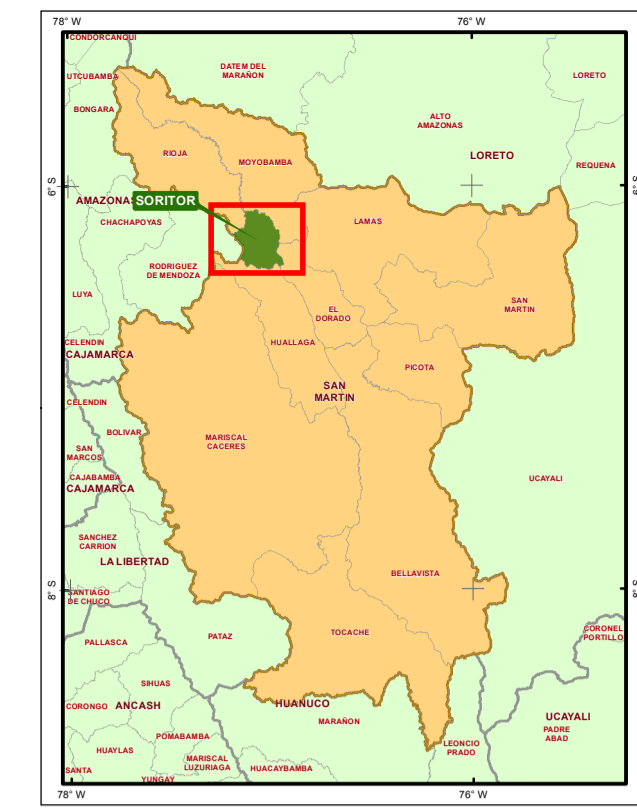 78° W
76° W
CONDORCANQUI
DATEM DEL
MARAÑON
UTCUBAMBA
LORETO
BONGARA
ALTO
AMAZONAS
RIOJA
LORETO
MOYOBAMBA
REQUENA
6° S
6° S
AMAZONAS
SORITOR
CHACHAPOYAS
LAMAS
RODRIGUEZ
DE MENDOZA
LUYA
SAN
MARTIN
EL
DORADO
CELENDIN
CAJAMARCA
HUALLAGA
PICOTA
SAN
MARTIN
CELENDIN
BOLIVAR
MARISCAL
CACERES
SAN
MARCOS
CAJABAMBA
CAJAMARCA
UCAYALI
SANCHEZ
CARRION
LA LIBERTAD
BELLAVISTA
8° S
8° S
SANTIAGO
DE CHUCO
PALLASCA
PATAZ
TOCACHE
CORONEL
PORTILLO
SIHUAS
CORONGO
ANCASH
HUANUCO
MARAÑON
UCAYALI
PADRE
ABAD
POMABAMBA
HUAYLAS
LEONCIO
PRADO
MARISCAL
LUZURIAGA
HUACAYBAMBA
SANTA
YUNGAY
78° W
76° W